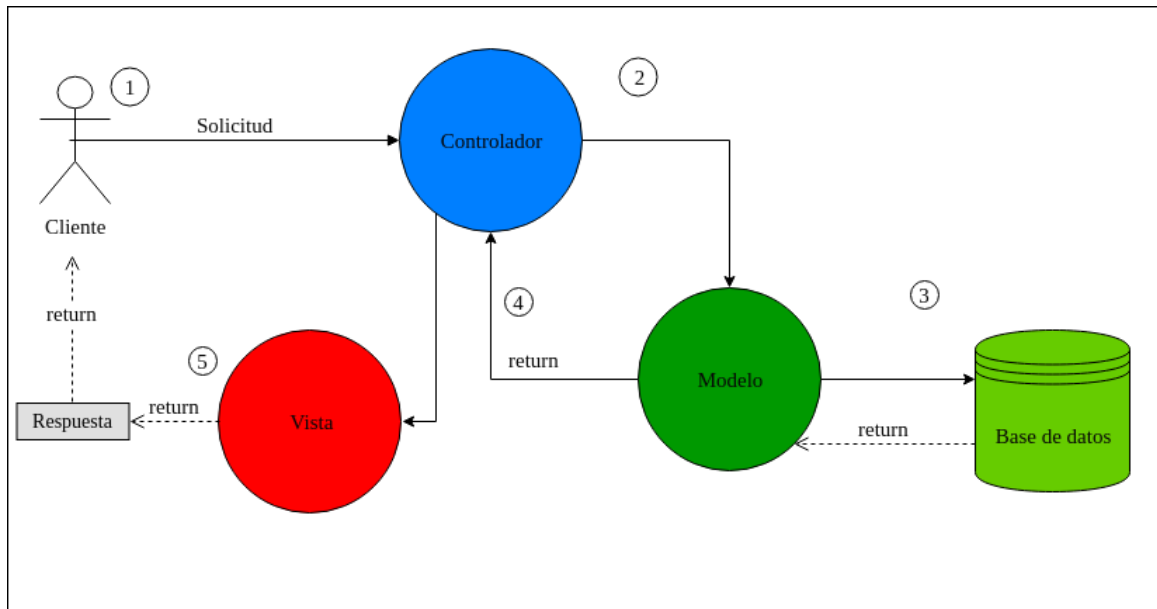 1
2
Solicitud
Controlador
Cliente
3
4
return
return
5
Modelo
return
Respuesta
Vista
return
Base de datos